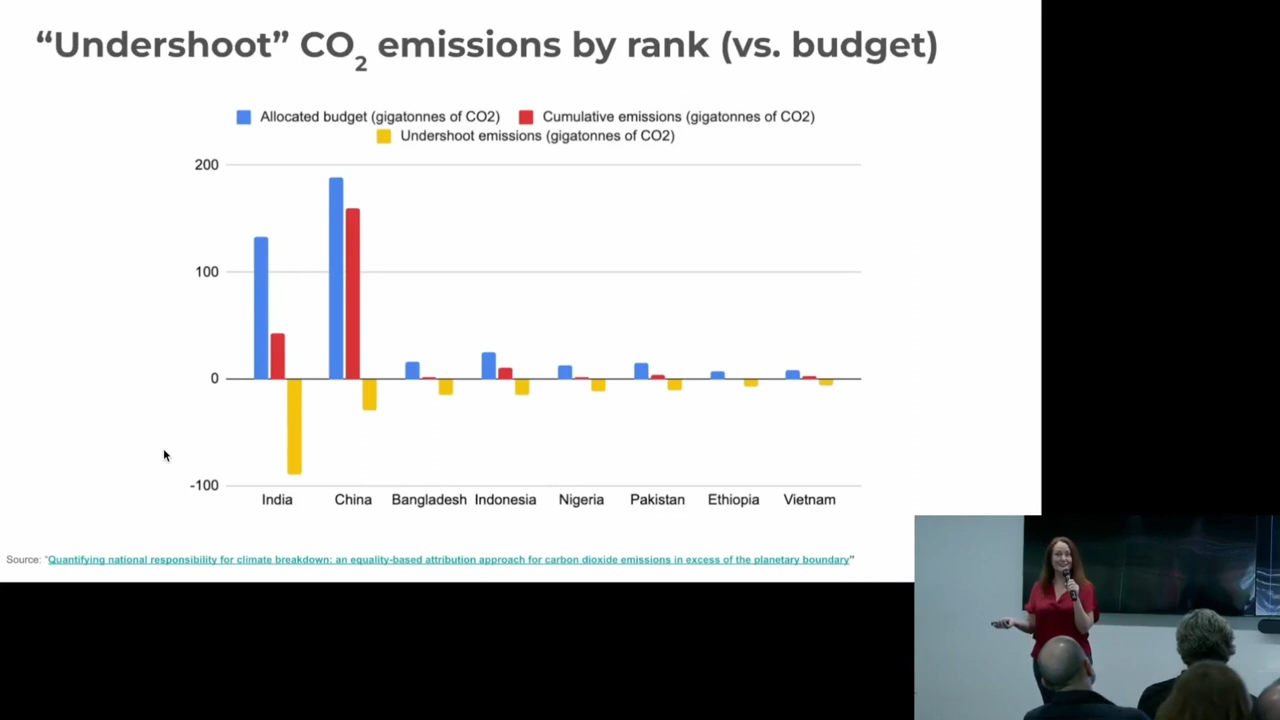 “Undershoot” CO2 emissions by rank (vs. budget)
Allocated budget (gigatonnes of CO2) Cumulative emissions (gigatonnes of CO2)
Undershoot emissions (gigatonnes of CO2)
200
100
0
-100
India China Bangladesh Indonesia Nigeria Pakistan Ethiopia Vietnam
Source: “Quantifying national responsibility for climate breakdown: an equality-based attribution approach for carbon dioxide emissions in excess of the planetary boundary”